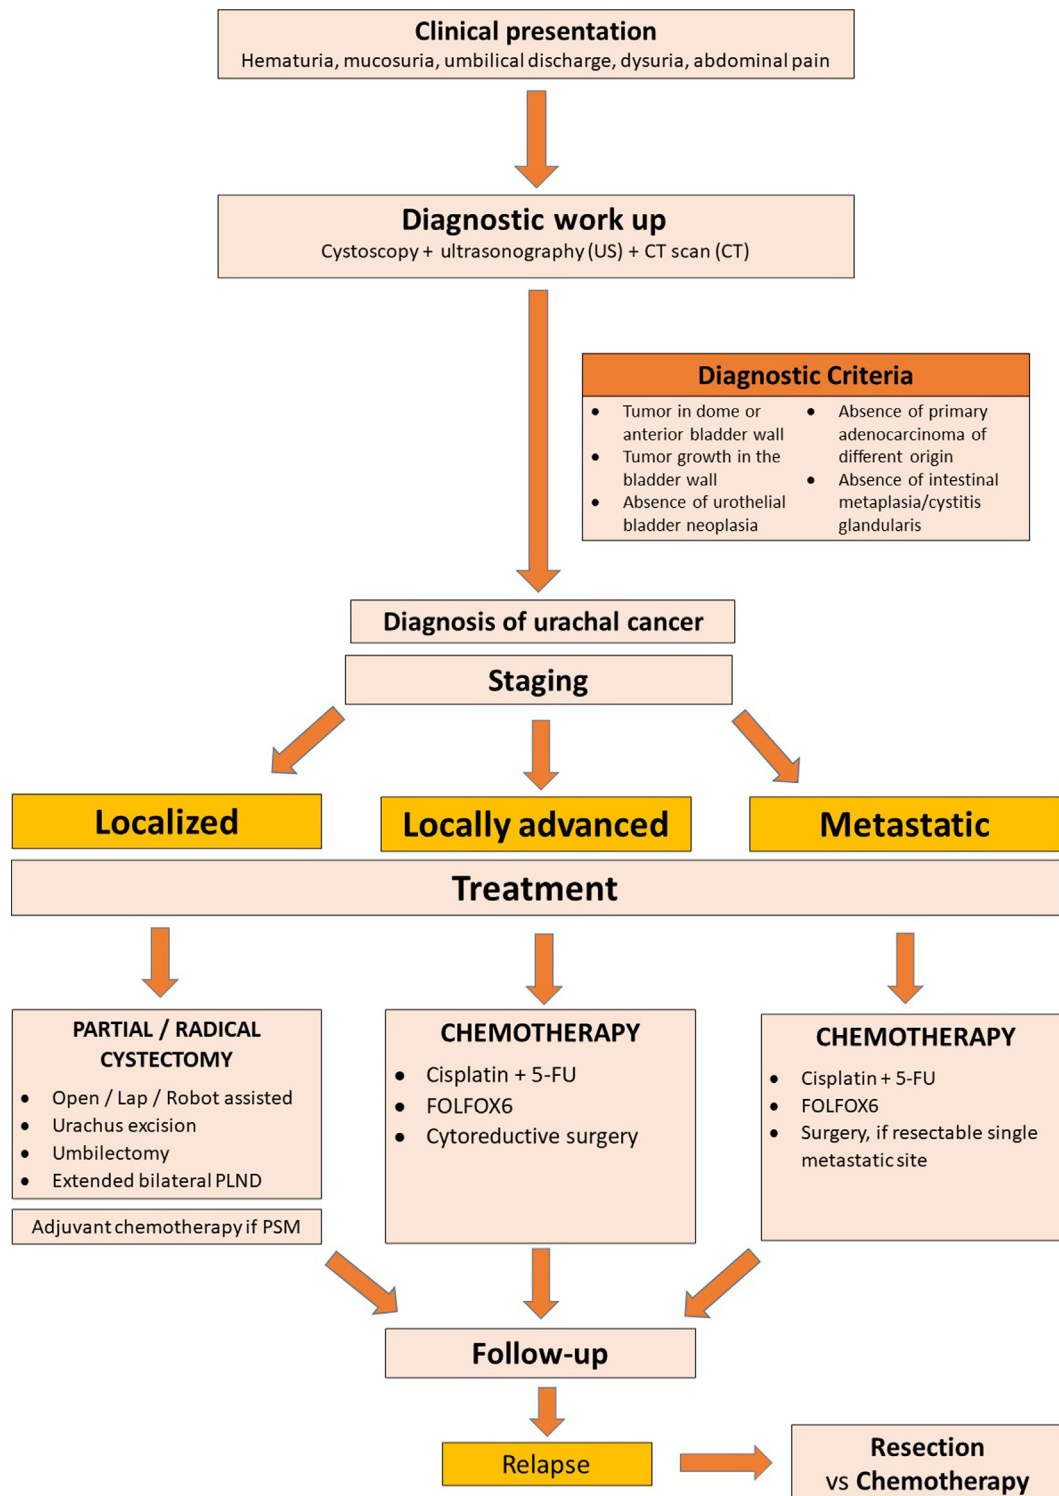 Clinical presentation
Hematuria, mucosuria, umbilical discharge, dysuria, abdominal pain
Diagnostic work up
Cystoscopy + ultrasonography (US) + CT scan (CT)
Diagnostic Criteria
● Tumor in dome or
anterior bladder wall
● Tumor growth in the
bladder wall
● Absence of urothelial
bladder neoplasia
● Absence of primary
adenocarcinoma of
different origin
● Absence of intestinal
metaplasia/cystitis
glandularis
Diagnosis of urachal cancer
Staging
Localized
Locally advanced
Metastatic
Treatment
PARTIAL / RADICAL
CYSTECTOMY
● Open / Lap / Robot assisted
● Urachus excision
● Umbilectomy
● Extended bilateral PLND
Adjuvant chemotherapy if PSM
CHEMOTHERAPY
● Cisplatin + 5-FU
● FOLFOX6
● Cytoreductive surgery
CHEMOTHERAPY
● Cisplatin + 5-FU
● FOLFOX6
● Surgery, if resectable single
metastatic site
Follow-up
Relapse
Resection
vs Chemotherapy